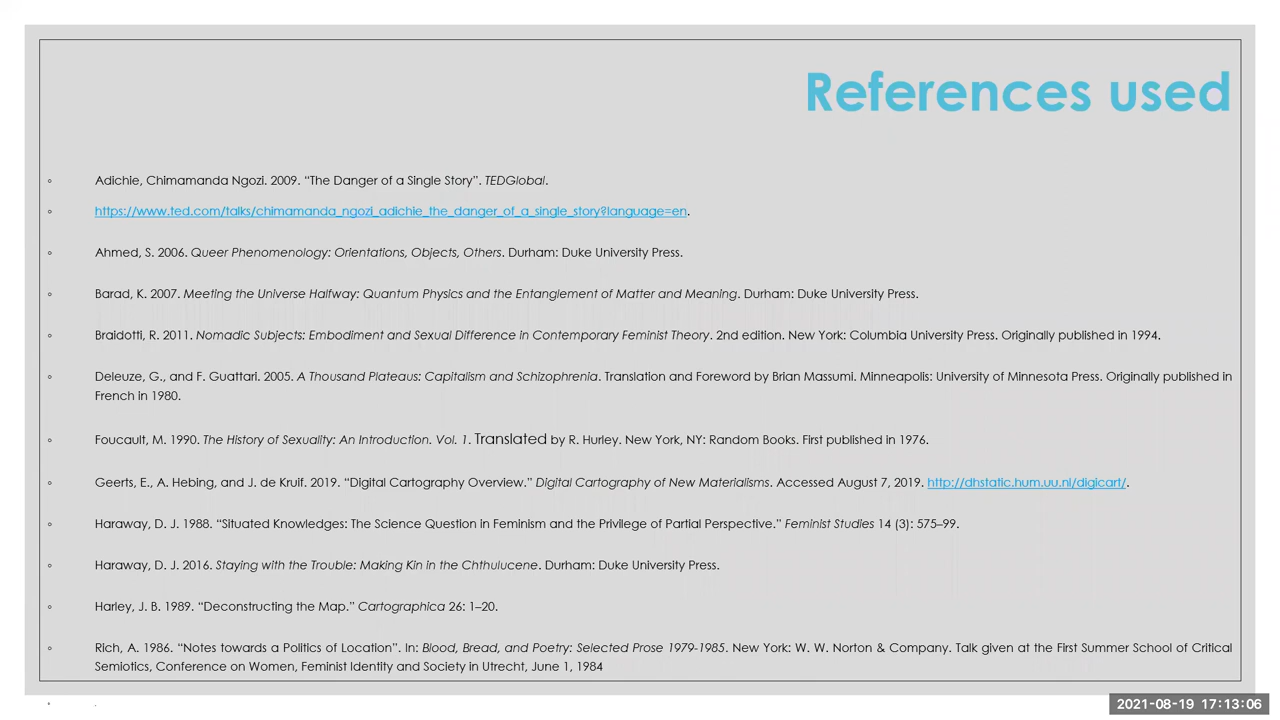 References used
◦ Adichie, Chimamanda Ngozi. 2009. “The Danger of a Single Story”. TEDGlobal.
◦ https://www.ted.com/talks/chimamanda_ngozi_adichie_the_danger_of_a_single_story?language=en.
◦ Ahmed, S. 2006. Queer Phenomenology: Orientations, Objects, Others. Durham: Duke University Press.
◦ Barad, K. 2007. Meeting the Universe Halfway: Quantum Physics and the Entanglement of Matter and Meaning. Durham: Duke University Press.
◦ Braidotti, R. 2011. Nomadic Subjects: Embodiment and Sexual Difference in Contemporary Feminist Theory. 2nd edition. New York: Columbia University Press. Originally published in 1994.
◦ Deleuze, G., and F. Guattari. 2005. A Thousand Plateaus: Capitalism and Schizophrenia. Translation and Foreword by Brian Massumi. Minneapolis: University of Minnesota Press. Originally published in
French in 1980.
◦ Foucault, M. 1990. The History of Sexuality: An Introduction. Vol. 1. Translated by R. Hurley. New York, NY: Random Books. First published in 1976.
◦ Geerts, E., A. Hebing, and J. de Kruif. 2019. “Digital Cartography Overview.” Digital Cartography of New Materialisms. Accessed August 7, 2019. http://dhstatic.hum.uu.nl/digicart/.
◦ Haraway, D. J. 1988. “Situated Knowledges: The Science Question in Feminism and the Privilege of Partial Perspective.” Feminist Studies 14 (3): 575–99.
◦ Haraway, D. J. 2016. Staying with the Trouble: Making Kin in the Chthulucene. Durham: Duke University Press.
◦ Harley, J. B. 1989. “Deconstructing the Map.” Cartographica 26: 1–20.
◦ Rich, A. 1986. “Notes towards a Politics of Location”. In: Blood, Bread, and Poetry: Selected Prose 1979-1985. New York: W. W. Norton & Company. Talk given at the First Summer School of Critical
Semiotics, Conference on Women, Feminist Identity and Society in Utrecht, June 1, 1984
2021-08-19 17:13:06